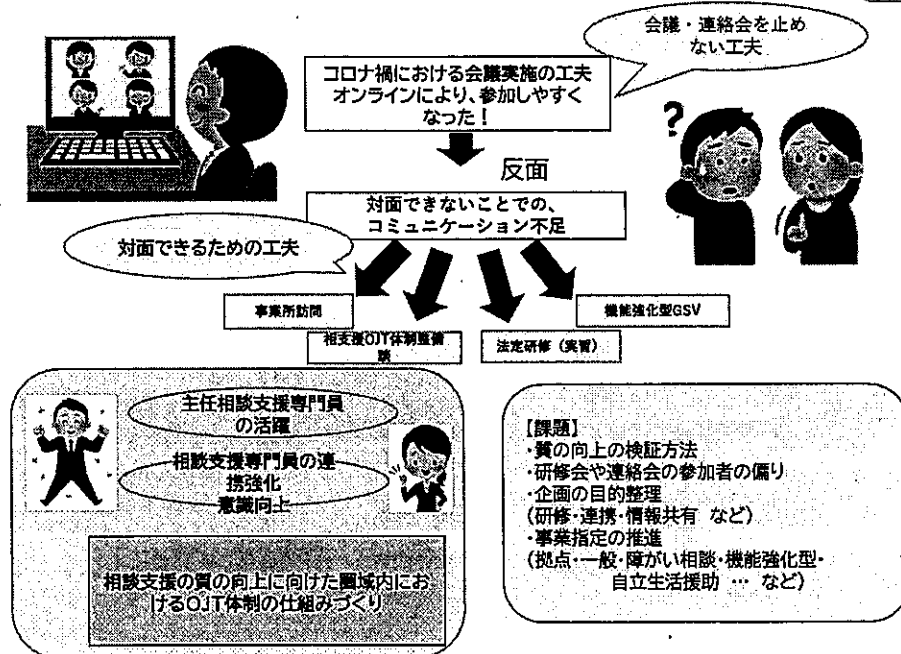 会議・連絡会を止め
ない工夫
コロナ禍における会議実施の工夫
オンラインにより、参加しやすく
なった！
?
反面
対面できないことでの、
コミュニケーション不足
対面できるための工夫
事業所訪問
機能強化型GSV
相支援OJT体制整備
談
法定研修（実習）
主任相談支援専門員
の活躍
相談支援専門員の連
携強化
意識向上
相談支援の質の向上に向けた圏域内にお
けるOJT体制の仕組みづくり
【課題】
・質の向上の検証方法
・研修会や連絡会の参加者の偏り
・企画の目的整理
（研修・連携・情報共有 など）
・事業指定の推進
（拠点・一般・障がい相談・機能強化型・
自立生活援助 … など）